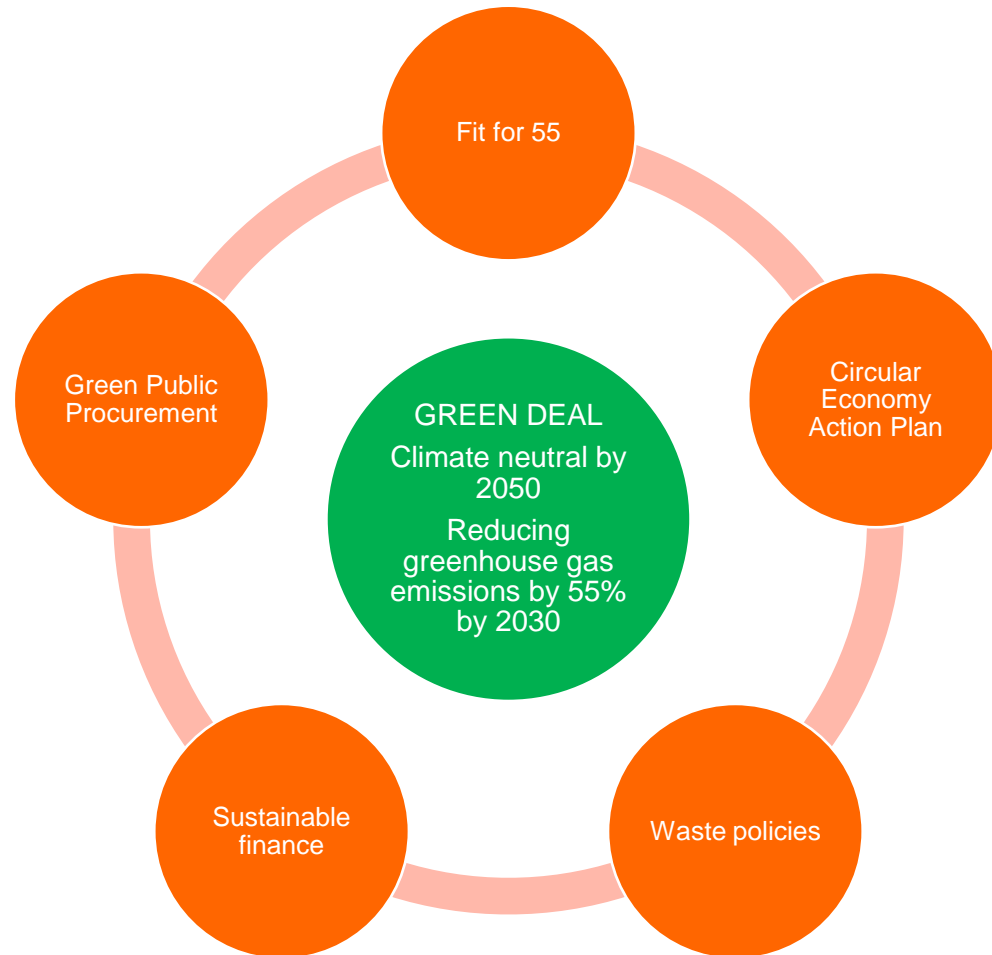 Fit for 55
Green Public
Procurement
Circular
Economy
Action Plan
GREEN DEAL
Climate neutral by
2050
Reducing
greenhouse gas
emissions by 55%
by 2030
Sustainable
finance
Waste policies